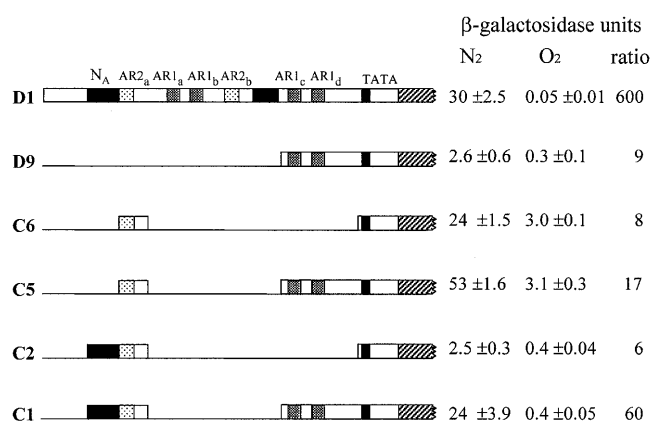 β-galactosidase units
N2 O2 ratio
NA AR2a AR1a AR1b AR2b AR1c AR1d TATA
D1 30 ±2.5 0.05 ±0.01 600
D9 2.6 ±0.6 0.3 ±0.1 9
C6 24 ±1.5 3.0 ±0.1 8
C5 53 ±1.6 3.1 ±0.3 17
C2 2.5 ±0.3 0.4 ±0.04 6
C1 24 ±3.9 0.4 ±0.05 60